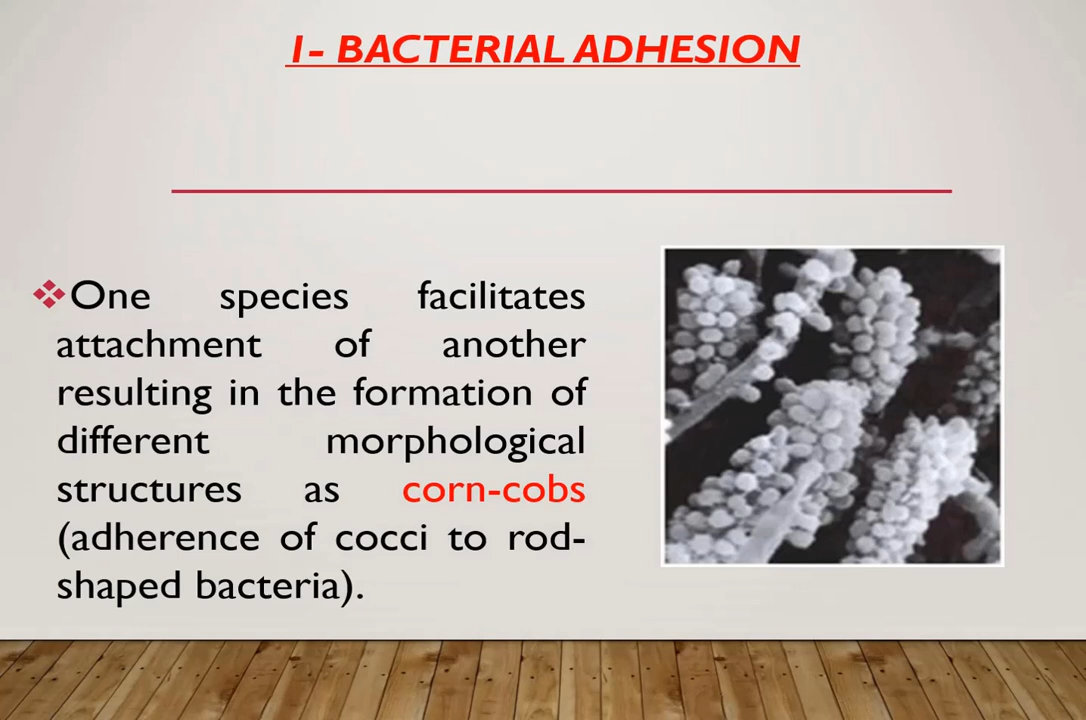 1- BACTERIAL ADHESION
❖One species facilitates
attachment of another
resulting in the formation of
different morphological
structures as corn-cobs
(adherence of cocci to rod-
shaped bacteria).